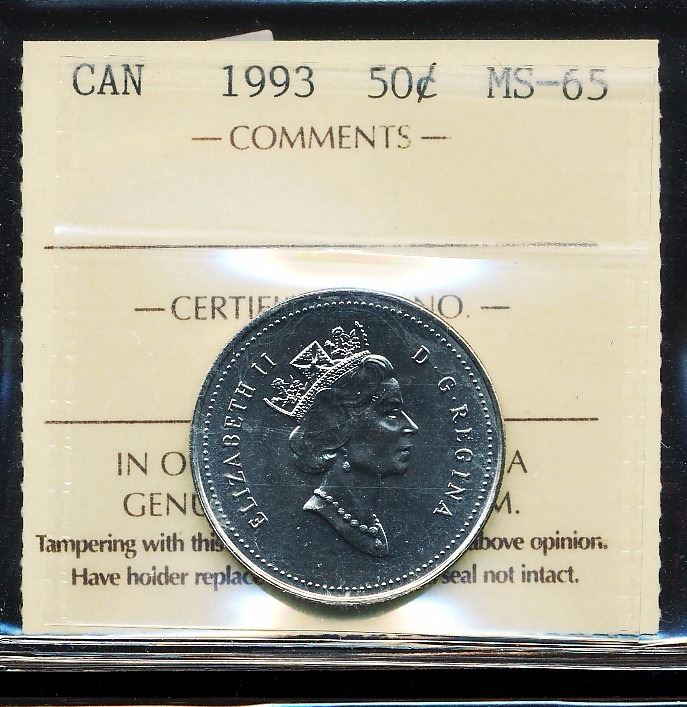 CAN 1993 50¢ MS-65
— COMMENTS —
— CERTIFI NO. —
ELIZABETH II D·G·REGINA
IN O A
GENU M.
Tampering with this above opinion.
Have holder replac seal not intact.